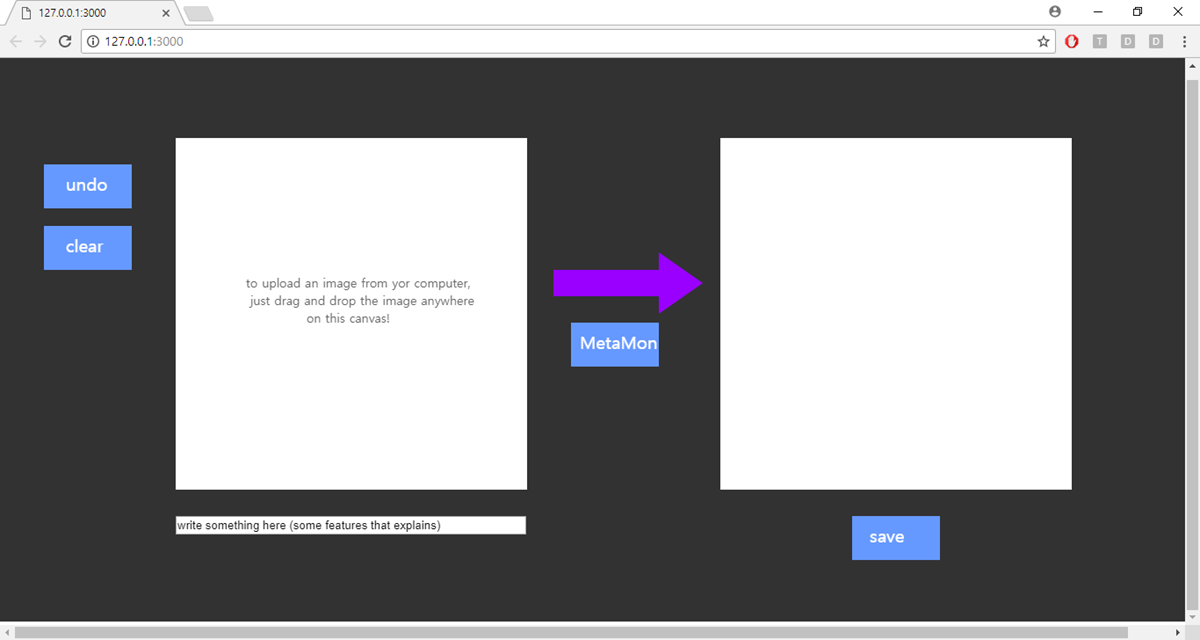 127.0.0.1:3000
127.0.0.1:3000
T D D
undo
clear
to upload an image from yor computer,
just drag and drop the image anywhere
on this canvas!
MetaMon
write something here (some features that explains)
save